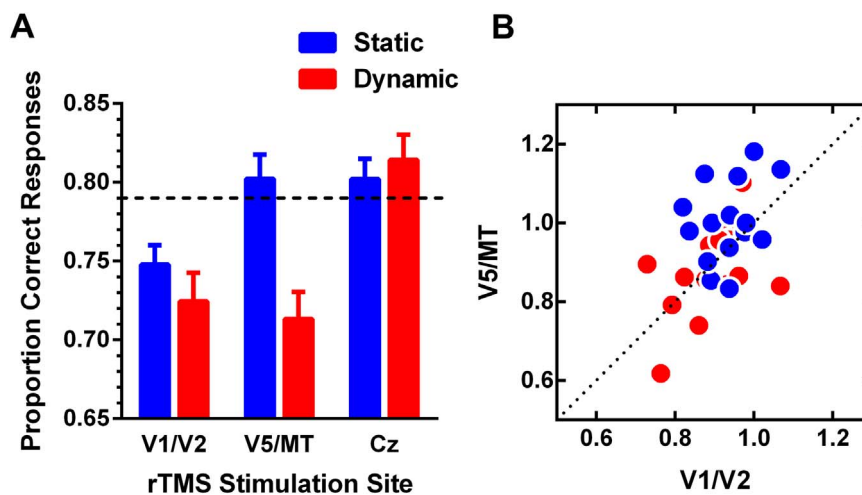 A
Static
Dynamic
Proportion Correct Responses
0.85
0.80
0.75
0.70
0.65
V1/V2 V5/MT Cz
rTMS Stimulation Site
B
V5/MT
1.2
1.0
0.8
0.6
0.6 0.8 1.0 1.2
V1/V2